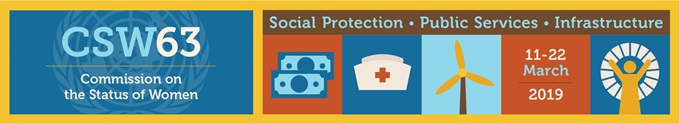 CSW63
Commission on
the Status of Women
Social Protection • Public Services • Infrastructure
11-22
March
2019